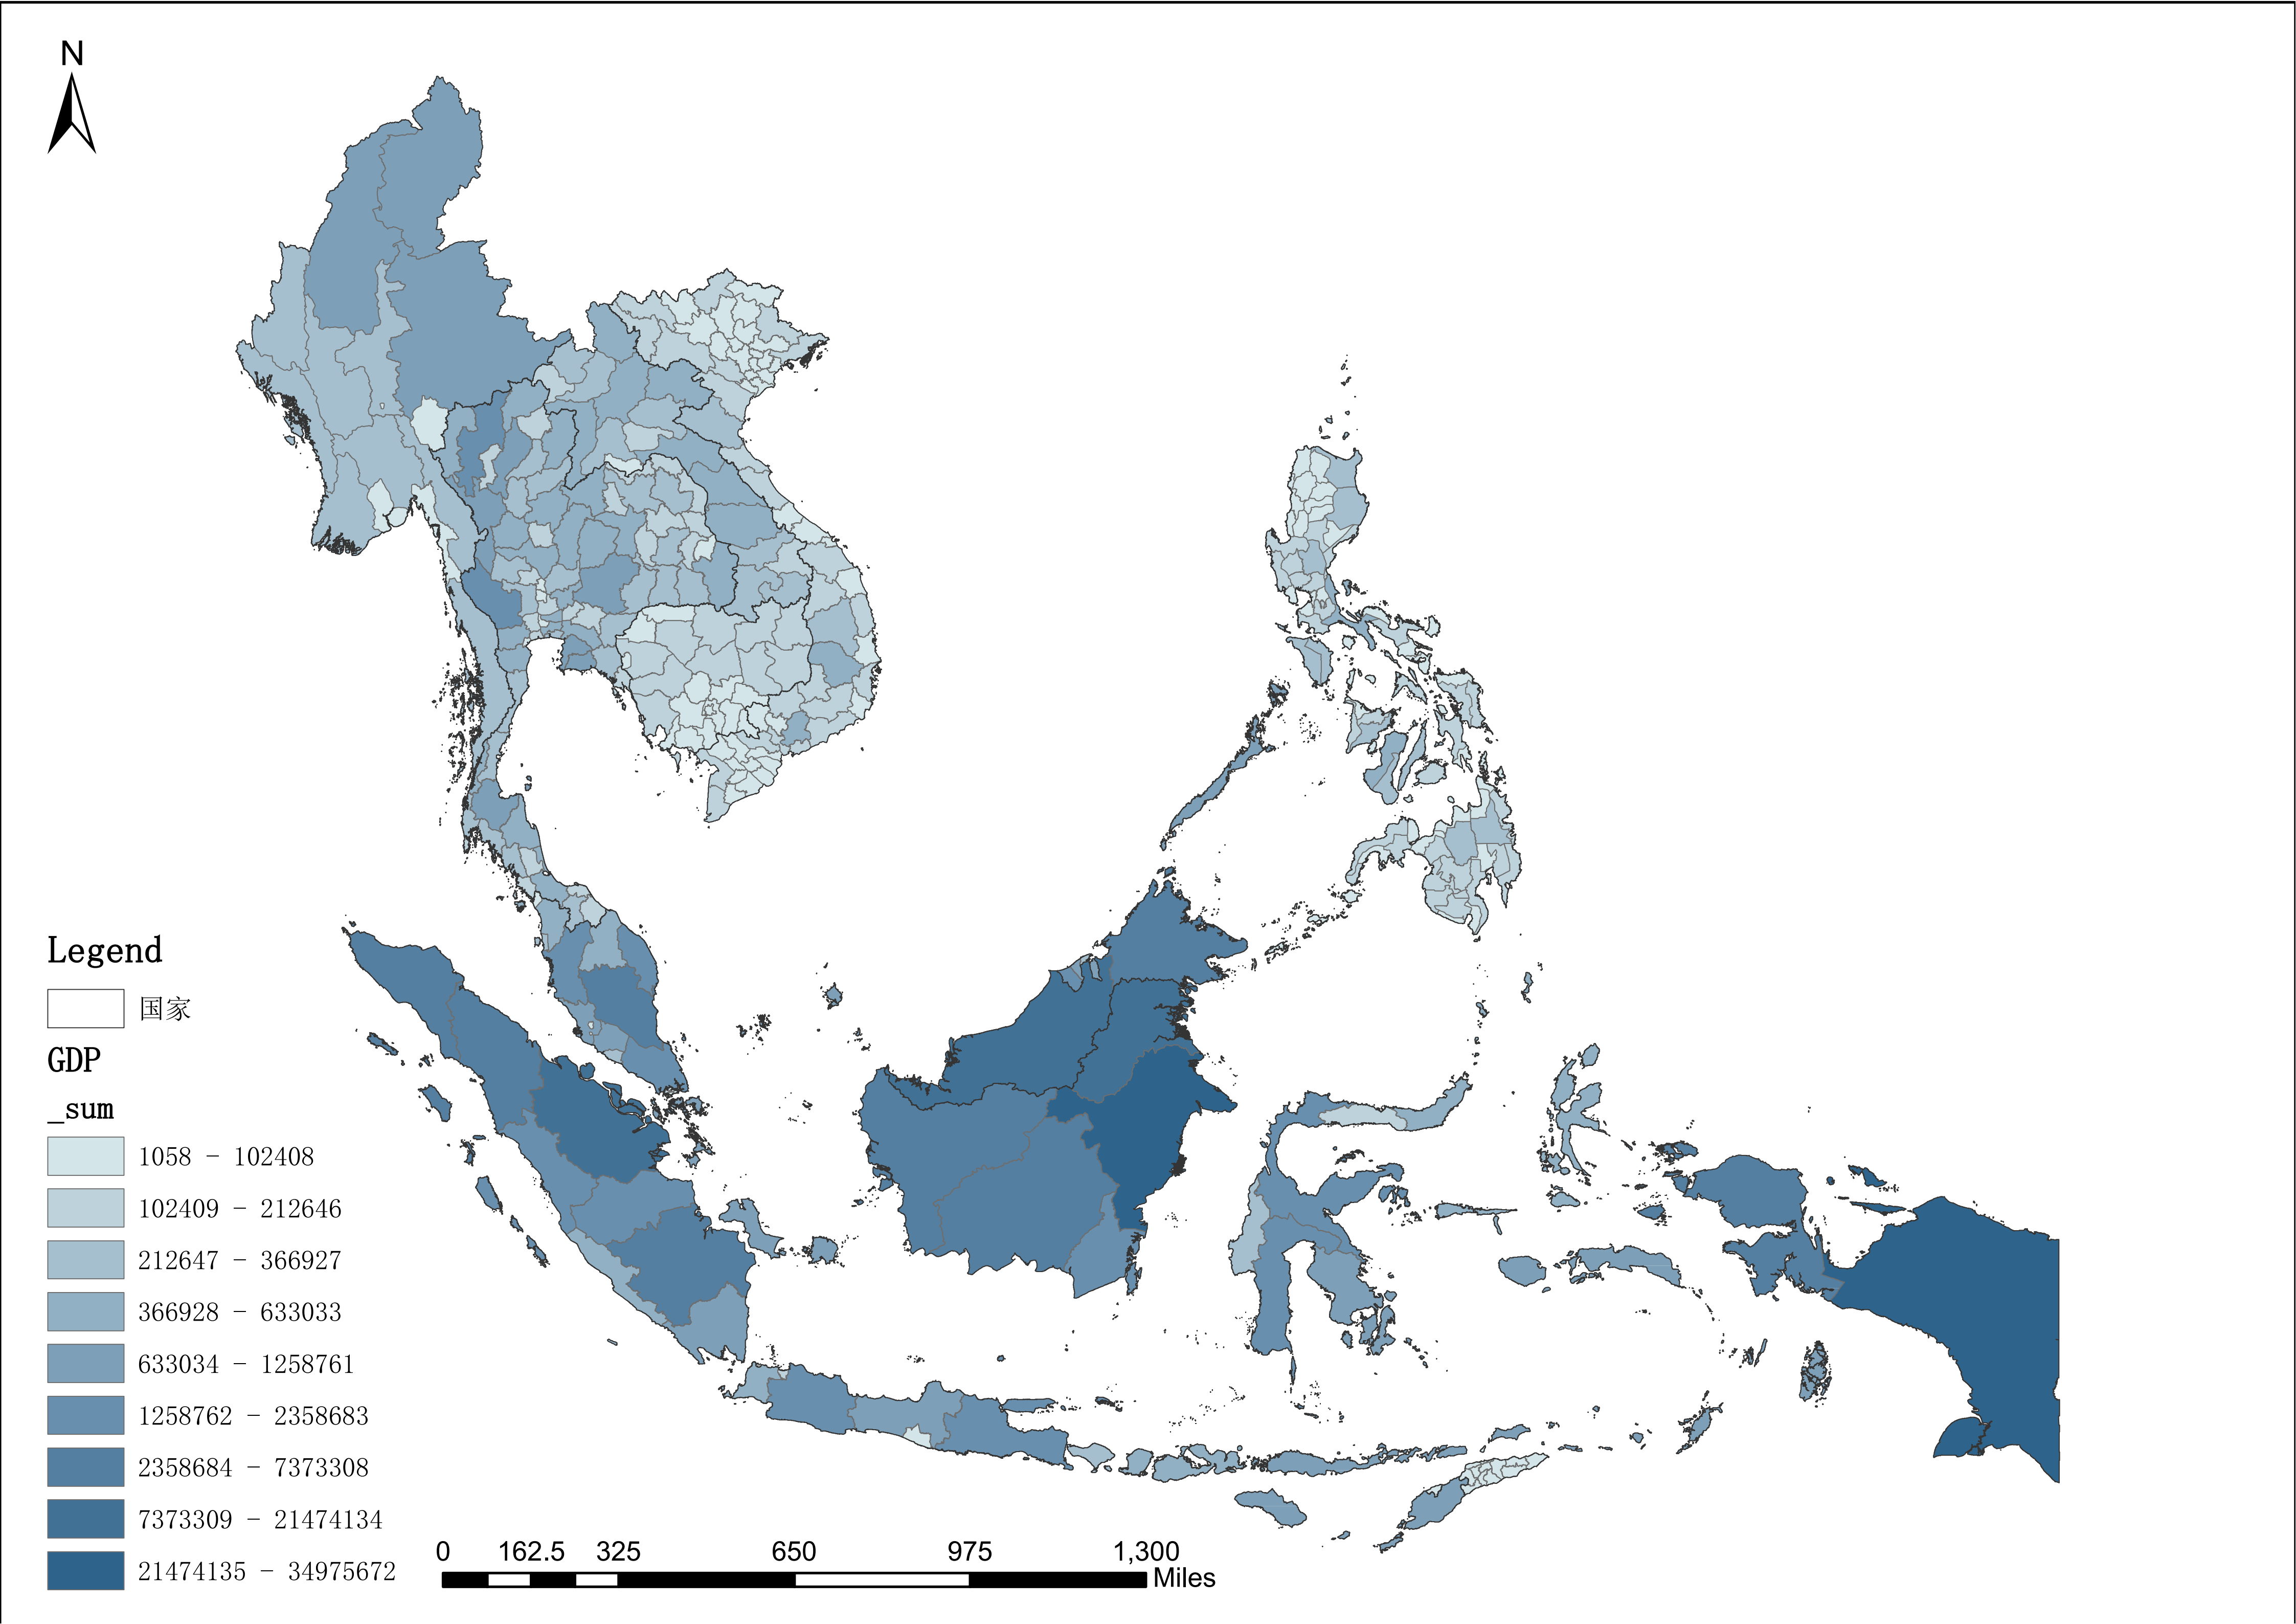 N
Legend
国家
GDP
_sum
1058 - 102408
102409 - 212646
212647 - 366927
366928 - 633033
633034 - 1258761
1258762 - 2358683
2358684 - 7373308
7373309 - 21474134
21474135 - 34975672
0 162.5 325 650 975 1,300
Miles